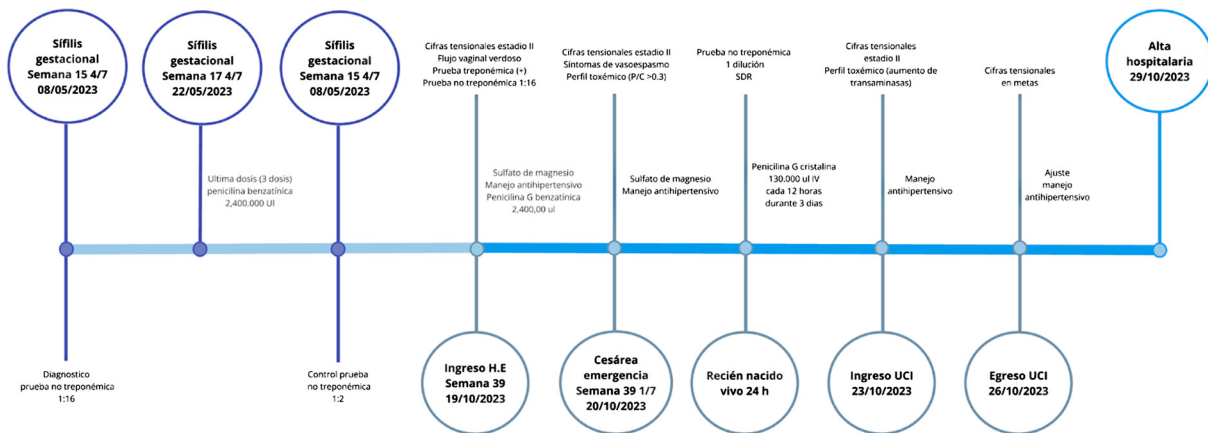 Sífilis
gestacional
Semana 15 4/7
08/05/2023
Diagnostico
prueba no treponémica
1:16
Sífilis
gestacional
Semana 17 4/7
22/05/2023
Ultima dosis (3 dosis)
penicilina benzatínica
2,400.000 UI
Sífilis
gestacional
Semana 15 4/7
08/05/2023
Control prueba
no treponémica
1:2
Cifras tensionales estadio II
Flujo vaginal verdoso
Prueba treponémica (+)
Prueba no treponémica 1:16
Sulfato de magnesio
Manejo antihipertensivo
Penicilina G benzatinica
2,400,00 ul
Ingreso H.E
Semana 39
19/10/2023
Cifras tensionales estadio II
Síntomas de vasoespasmo
Perfil toxémico (P/C >0.3)
Sulfato de magnesio
Manejo antihipertensivo
Cesárea
emergencia
Semana 39 1/7
20/10/2023
Prueba no treponémica
1 dilución
SDR
Penicilina G cristalina
130.000 ul IV
cada 12 horas
durante 3 dias
Recién nacido
vivo 24 h
Cifras tensionales
estadio II
Perfil toxémico (aumento de
transaminasas)
Manejo
antihipertensivo
Ingreso UCI
23/10/2023
Cifras tensionales
en metas
Ajuste
manejo
antihipertensivo
Egreso UCI
26/10/2023
Alta
hospitalaria
29/10/2023